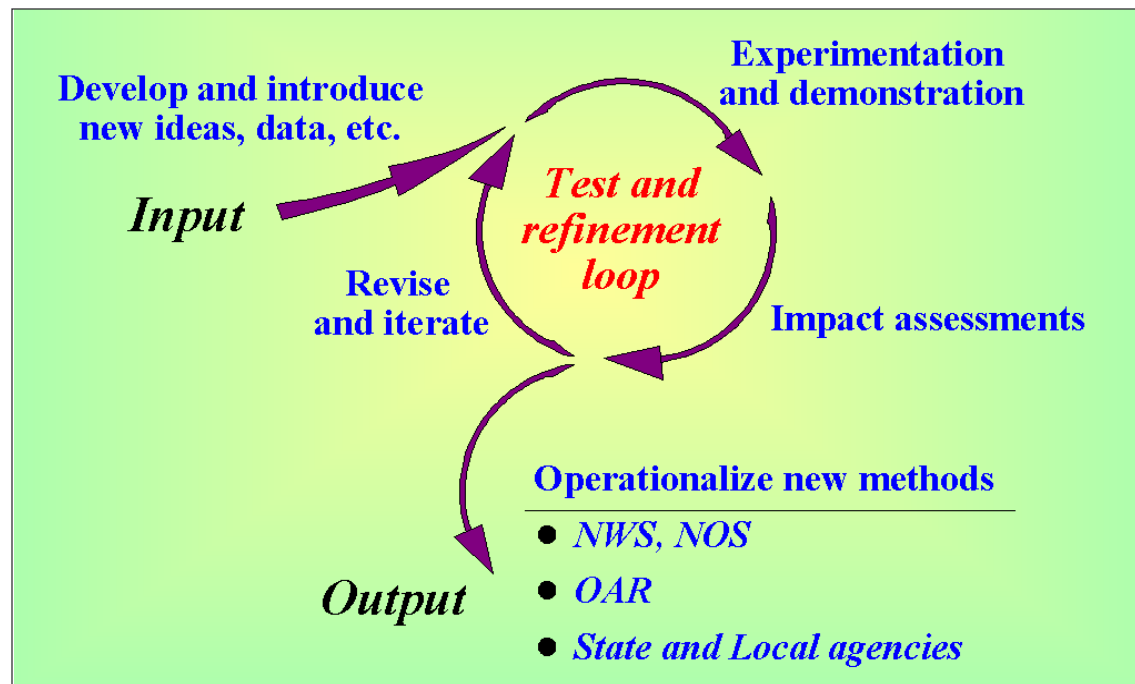 Develop and introduce
new ideas, data, etc.
Input
Experimentation
and demonstration
Test and
refinement
loop
Revise
and iterate
Impact assessments
Output
Operationalize new methods
● NWS, NOS
● OAR
● State and Local agencies